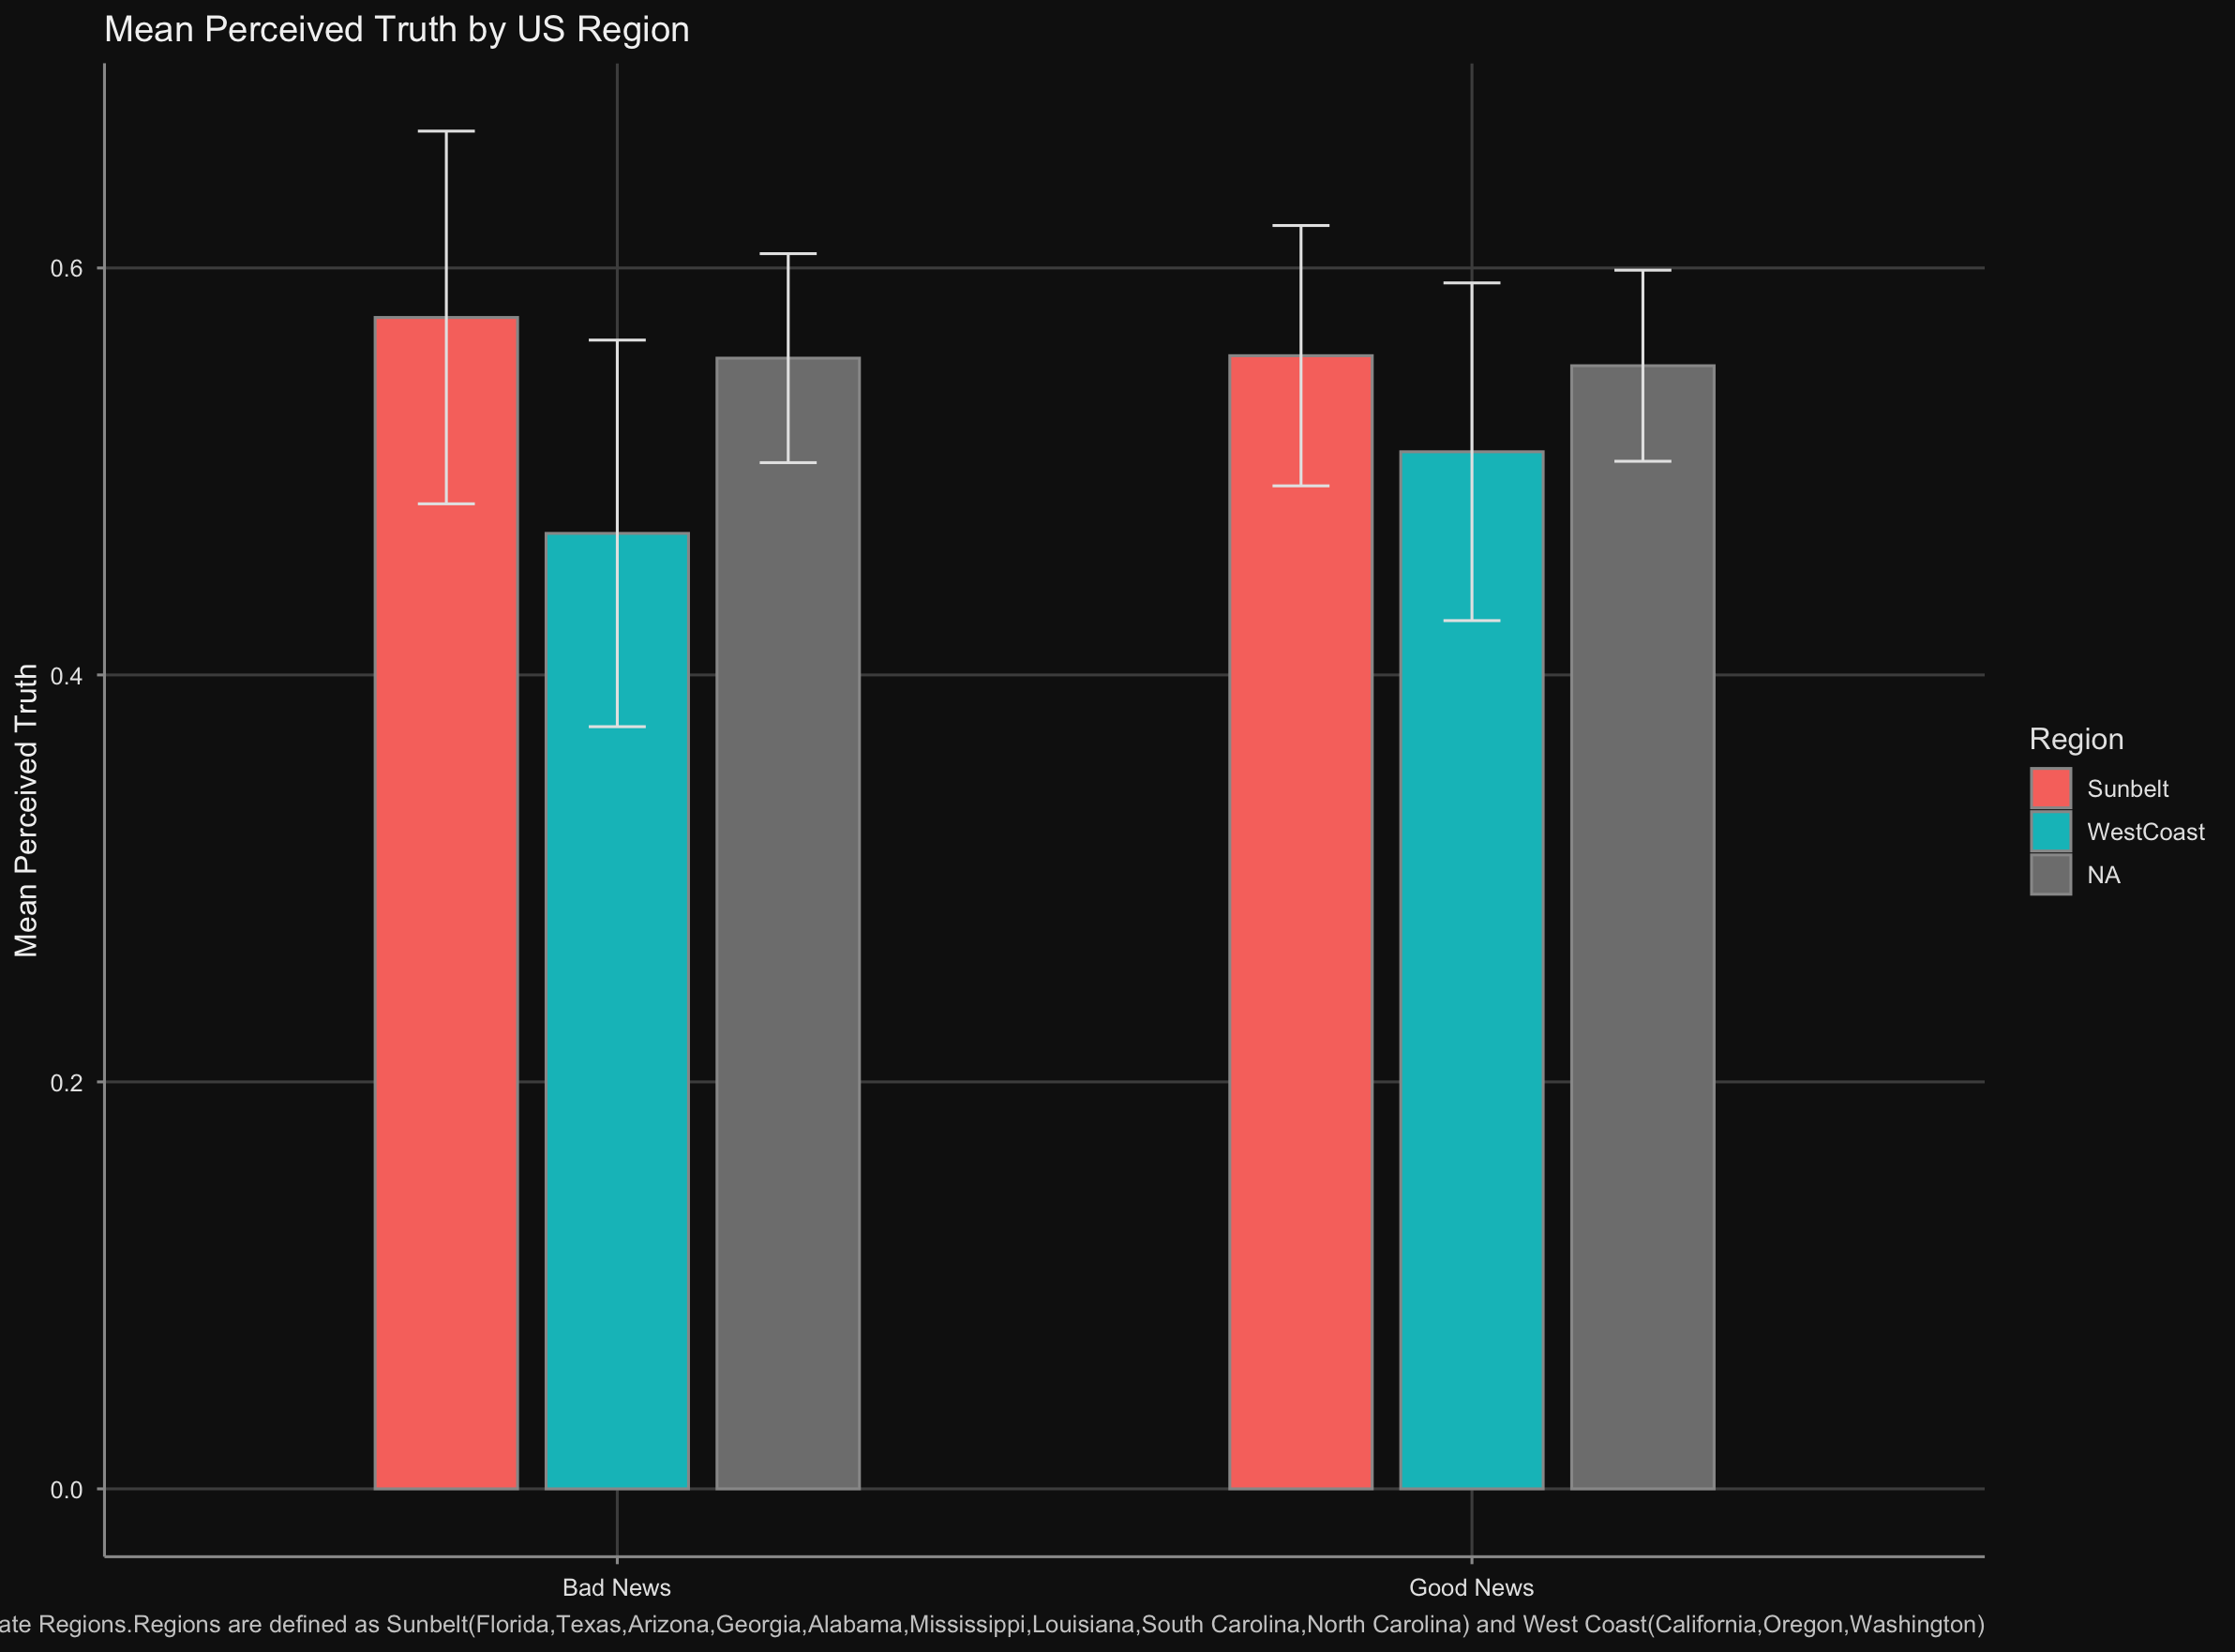 Mean Perceived Truth by US Region
Mean Perceived Truth
0.6
0.4
0.2
0.0
Bad News
Good News
Region
Sunbelt
WestCoast
NA
Regions.Regions are defined as Sunbelt(Florida,Texas,Arizona,Georgia,Alabama,Mississippi,Louisiana,South Carolina,North Carolina) and West Coast(California,Oregon,Washington)